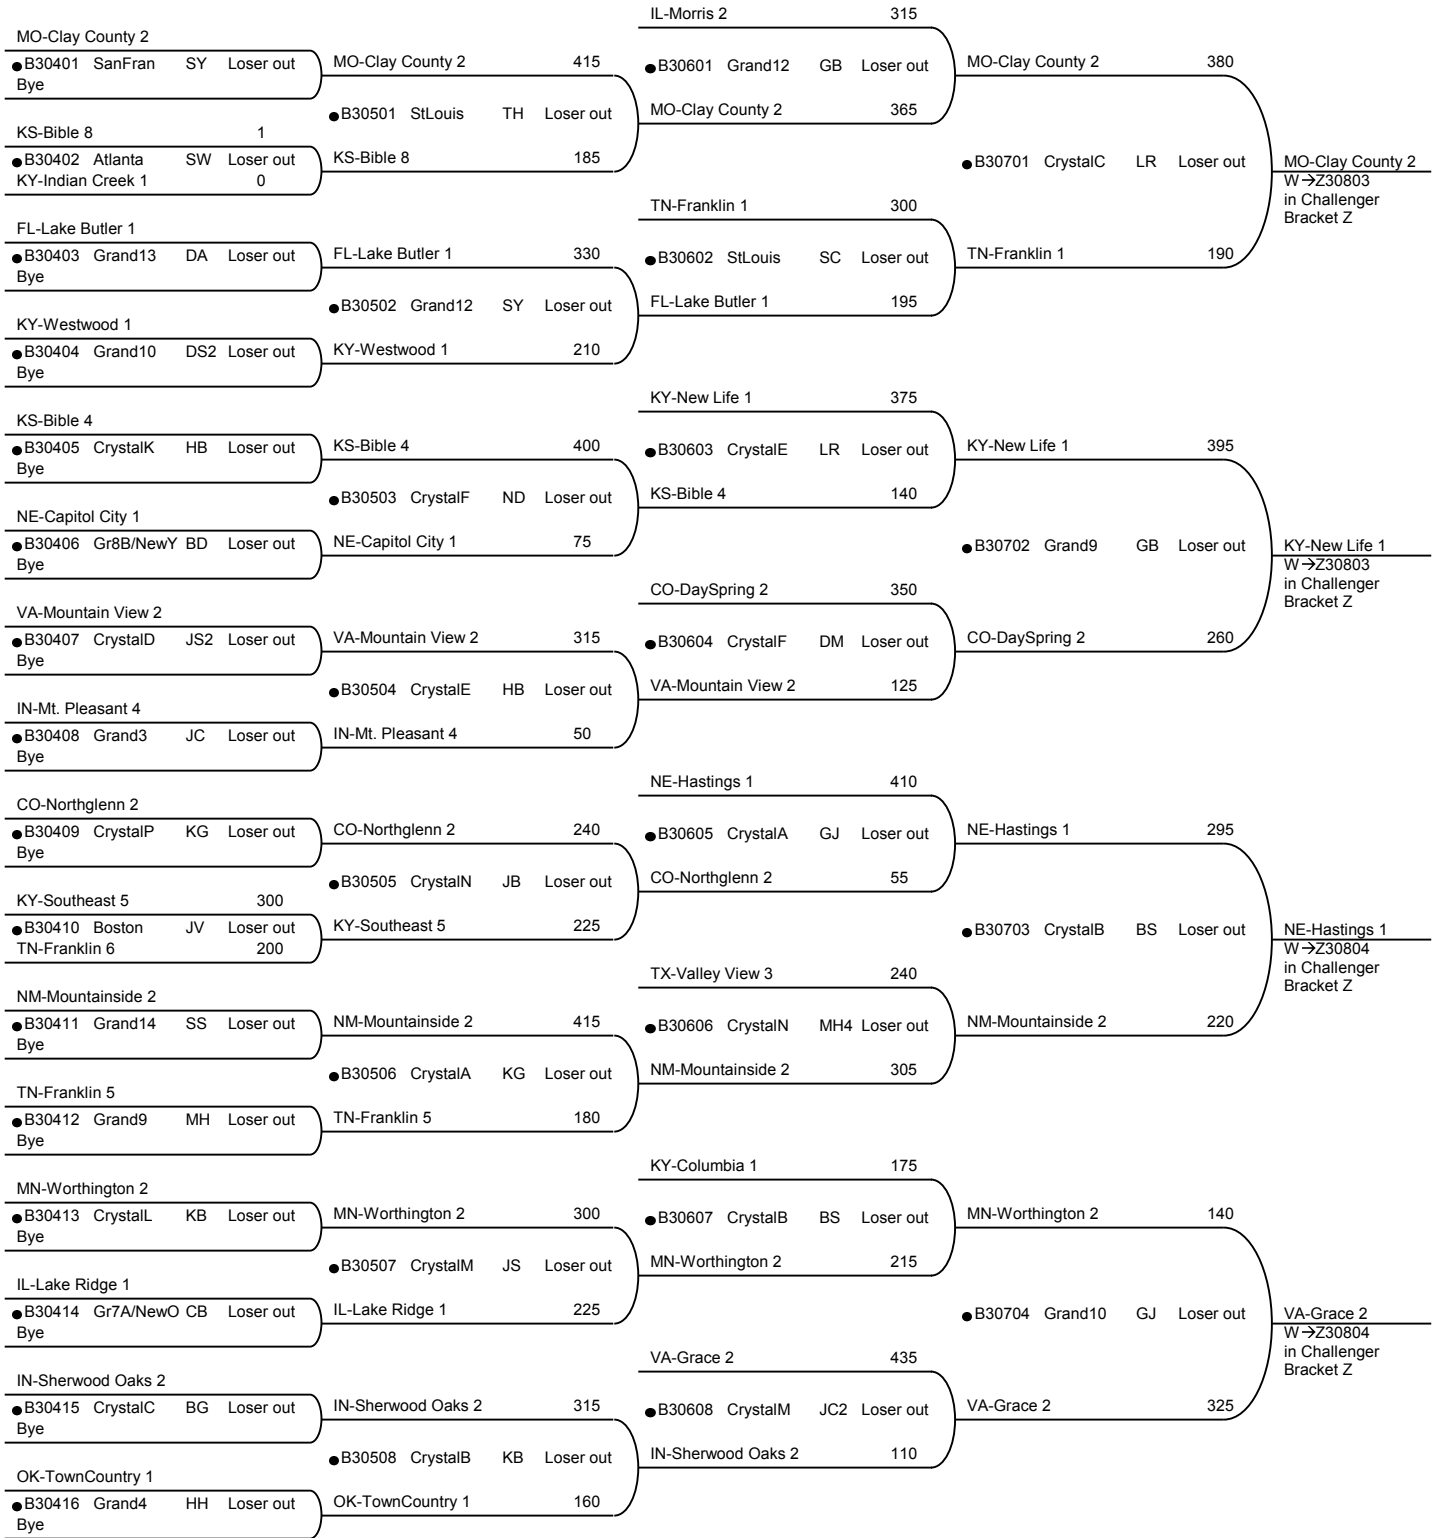 MO-Clay County 2
B30401 SanFran SY Loser out
Bye
KS-Bible 8 1
B30402 Atlanta SW Loser out
KY-Indian Creek 1 0
FL-Lake Butler 1
B30403 Grand13 DA Loser out
Bye
KY-Westwood 1
B30404 Grand10 DS2 Loser out
Bye
KS-Bible 4
B30405 CrystalK HB Loser out
Bye
NE-Capitol City 1
B30406 Gr8B/NewY BD Loser out
Bye
VA-Mountain View 2
B30407 CrystalD JS2 Loser out
Bye
IN-Mt. Pleasant 4
B30408 Grand3 JC Loser out
Bye
CO-Northglenn 2
B30409 CrystalP KG Loser out
Bye
KY-Southeast 5 300
B30410 Boston JV Loser out
TN-Franklin 6 200
NM-Mountainside 2
B30411 Grand14 SS Loser out
Bye
TN-Franklin 5
B30412 Grand9 MH Loser out
Bye
MN-Worthington 2
B30413 CrystalL KB Loser out
Bye
IL-Lake Ridge 1
B30414 Gr7A/NewO CB Loser out
Bye
IN-Sherwood Oaks 2
B30415 CrystalC BG Loser out
Bye
OK-TownCountry 1
B30416 Grand4 HH Loser out
Bye
MO-Clay County 2 415
B30501 StLouis TH Loser out
KS-Bible 8 185
FL-Lake Butler 1 330
B30502 Grand12 SY Loser out
KY-Westwood 1 210
KS-Bible 4 400
B30503 CrystalF ND Loser out
NE-Capitol City 1 75
VA-Mountain View 2 315
B30504 CrystalE HB Loser out
IN-Mt. Pleasant 4 50
CO-Northglenn 2 240
B30505 CrystalN JB Loser out
KY-Southeast 5 225
NM-Mountainside 2 415
B30506 CrystalA KG Loser out
TN-Franklin 5 180
MN-Worthington 2 300
B30507 CrystalM JS Loser out
IL-Lake Ridge 1 225
IN-Sherwood Oaks 2 315
B30508 CrystalB KB Loser out
OK-TownCountry 1 160
IL-Morris 2 315
B30601 Grand12 GB Loser out
MO-Clay County 2 365
TN-Franklin 1 300
B30602 StLouis SC Loser out
FL-Lake Butler 1 195
KY-New Life 1 375
B30603 CrystalE LR Loser out
KS-Bible 4 140
CO-DaySpring 2 350
B30604 CrystalF DM Loser out
VA-Mountain View 2 125
NE-Hastings 1 410
B30605 CrystalA GJ Loser out
CO-Northglenn 2 55
TX-Valley View 3 240
B30606 CrystalN MH4 Loser out
NM-Mountainside 2 305
KY-Columbia 1 175
B30607 CrystalB BS Loser out
MN-Worthington 2 215
VA-Grace 2 435
B30608 CrystalM JC2 Loser out
IN-Sherwood Oaks 2 110
MO-Clay County 2 380
B30701 CrystalC LR Loser out
TN-Franklin 1 190
KY-New Life 1 395
B30702 Grand9 GB Loser out
CO-DaySpring 2 260
NE-Hastings 1 295
B30703 CrystalB BS Loser out
NM-Mountainside 2 220
MN-Worthington 2 140
B30704 Grand10 GJ Loser out
VA-Grace 2 325
MO-Clay County 2
W→Z30803
in Challenger
Bracket Z
KY-New Life 1
W→Z30803
in Challenger
Bracket Z
NE-Hastings 1
W→Z30804
in Challenger
Bracket Z
VA-Grace 2
W→Z30804
in Challenger
Bracket Z